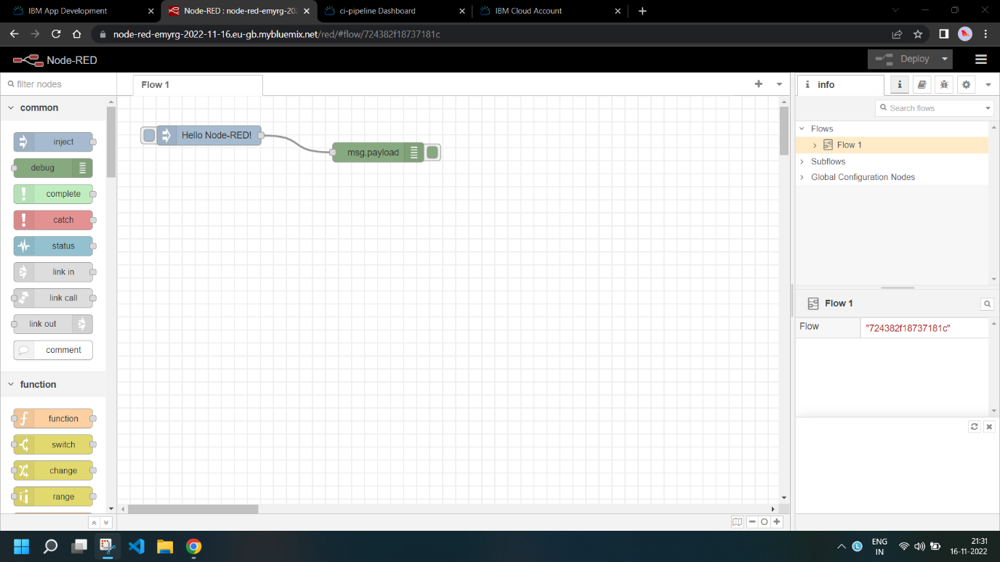 IBM App Development
Node-RED : node-red-emyrg-202
ci-pipeline Dashboard
IBM Cloud Account
node-red-emyrg-2022-11-16.eu-gb.mybluemix.net/red/#flow/724382f18737181c
Node-RED
Deploy
filter nodes
common
inject
debug
complete
catch
status
link in
link call
link out
comment
function
function
switch
change
range
Flow 1
Hello Node-RED!
msg.payload
i info
i
Search flows
Flows
Flow 1
Subflows
Global Configuration Nodes
Flow 1
Flow "724382f18737181c"
L
ENG
IN
21:31
16-11-2022